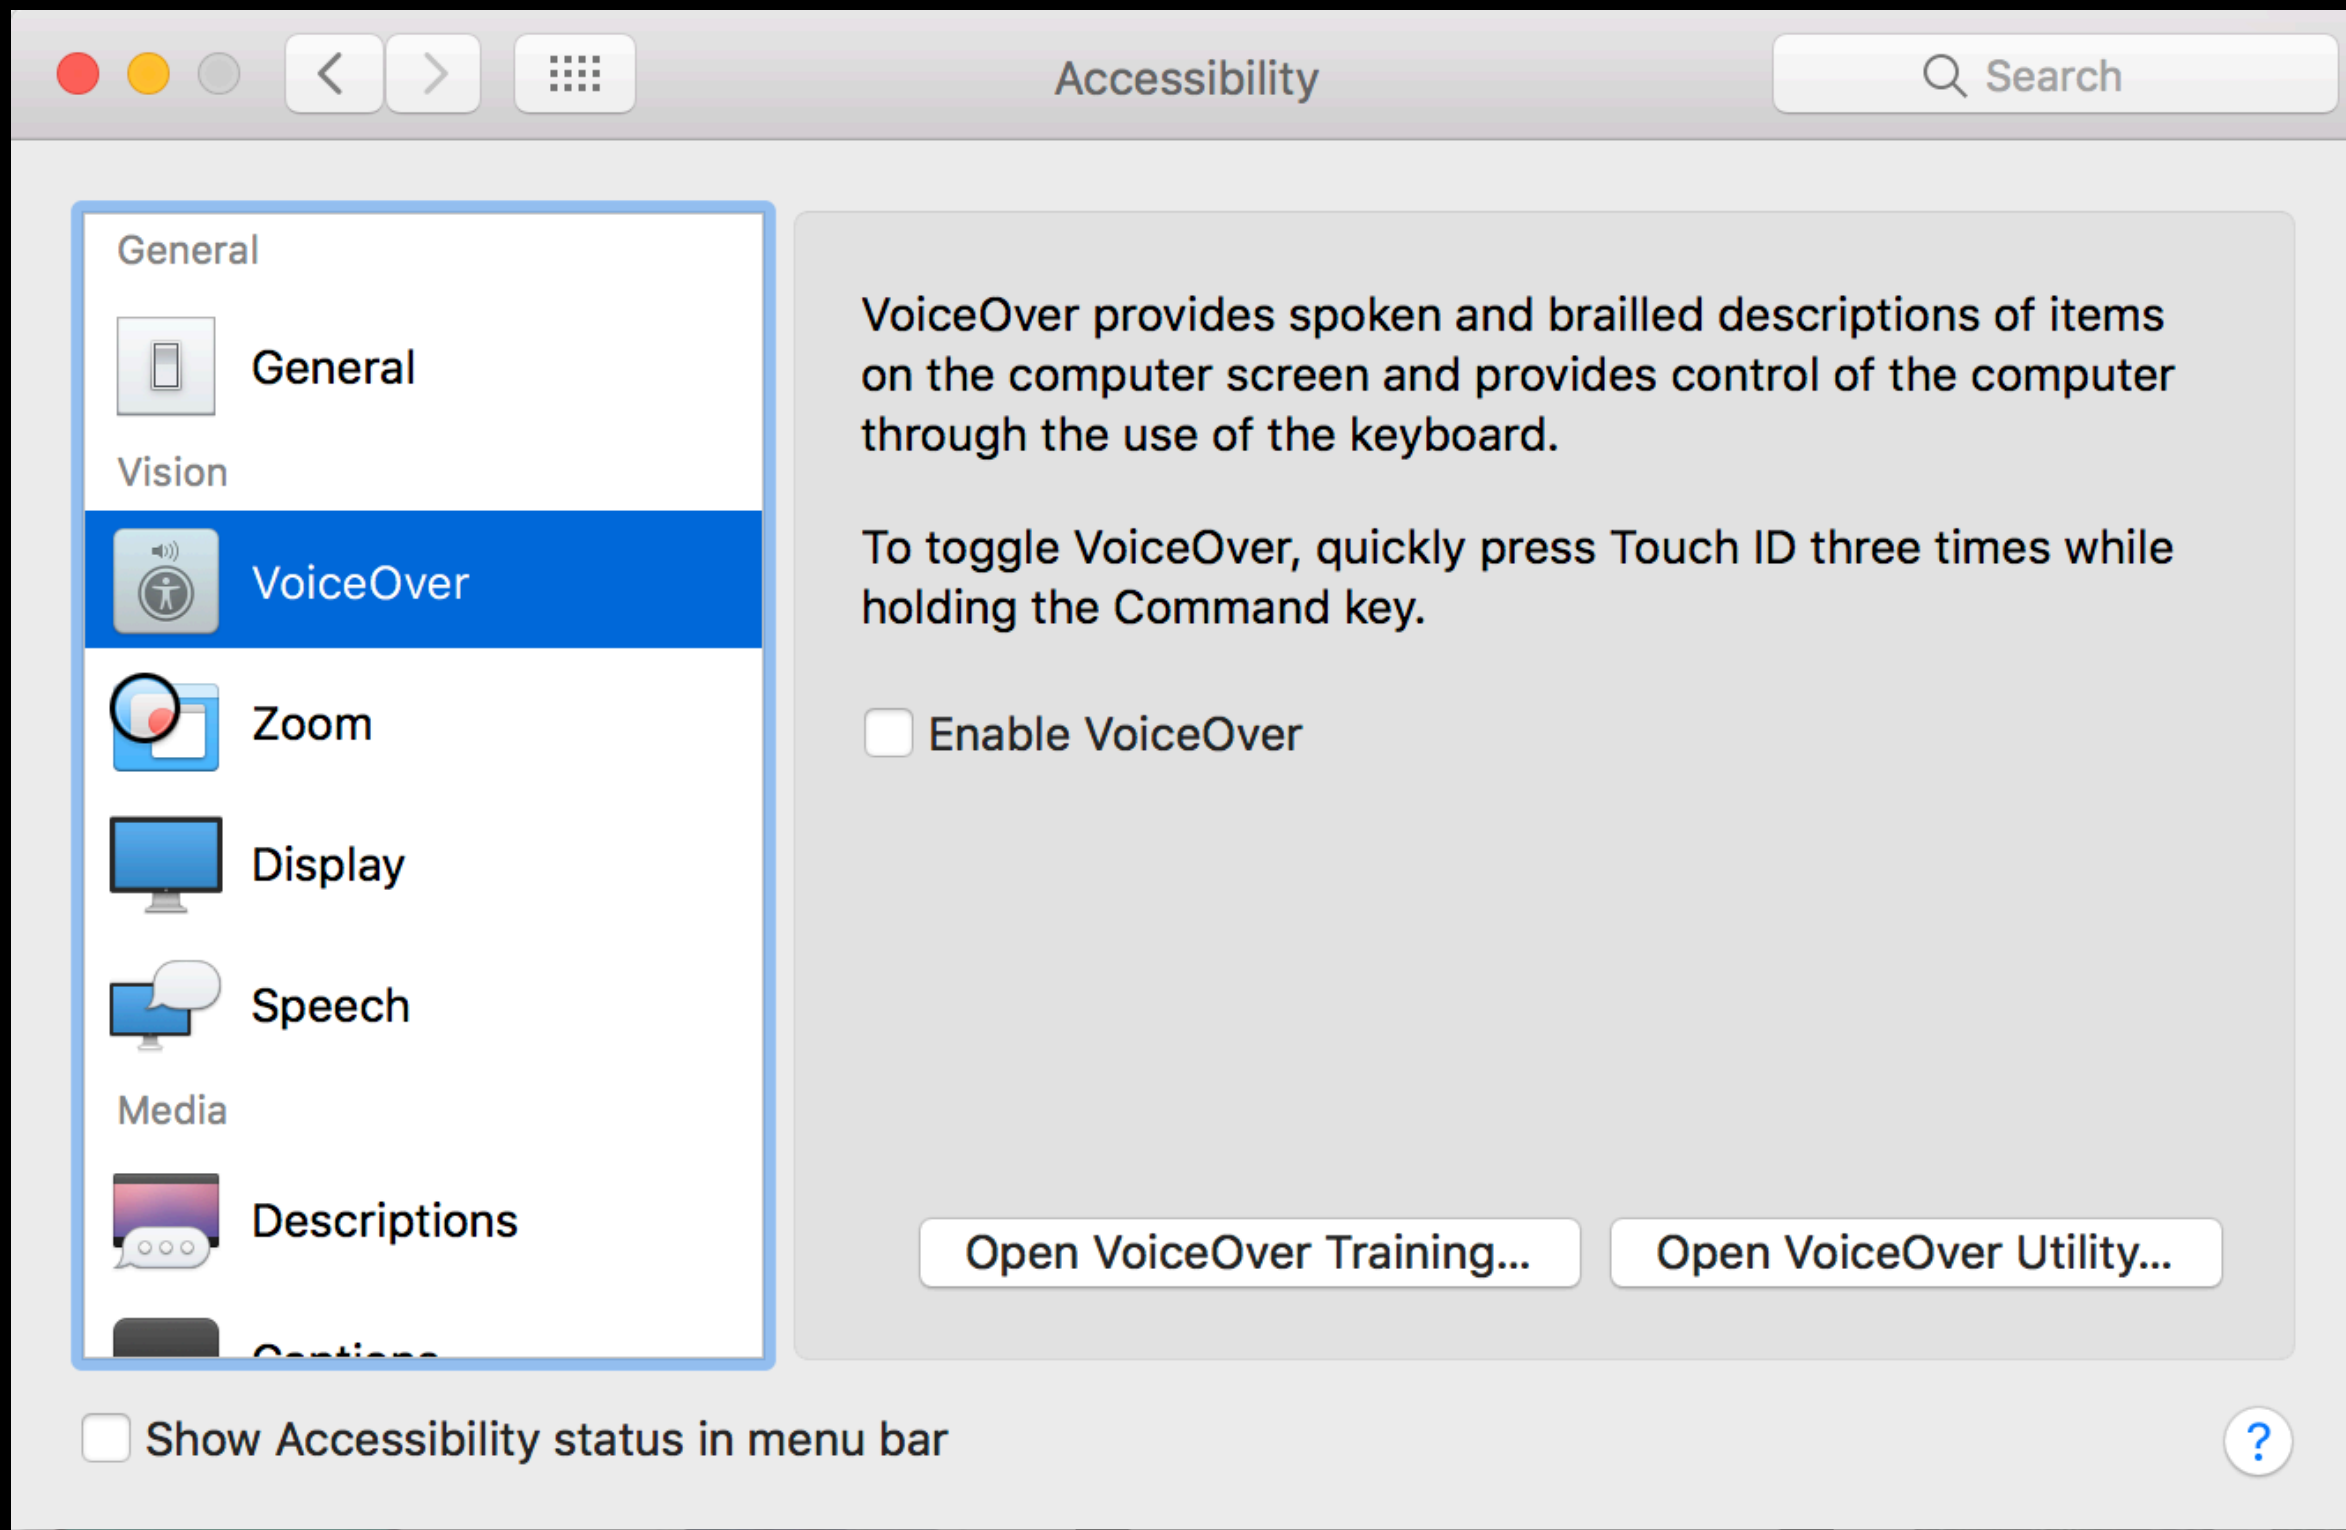 Accessibility
Search
General
General
Vision
VoiceOver
Zoom
Display
Speech
Media
Descriptions
Captions
VoiceOver provides spoken and brailled descriptions of items
on the computer screen and provides control of the computer
through the use of the keyboard.
To toggle VoiceOver, quickly press Touch ID three times while
holding the Command key.
Enable VoiceOver
Open VoiceOver Training...
Open VoiceOver Utility...
Show Accessibility status in menu bar
?